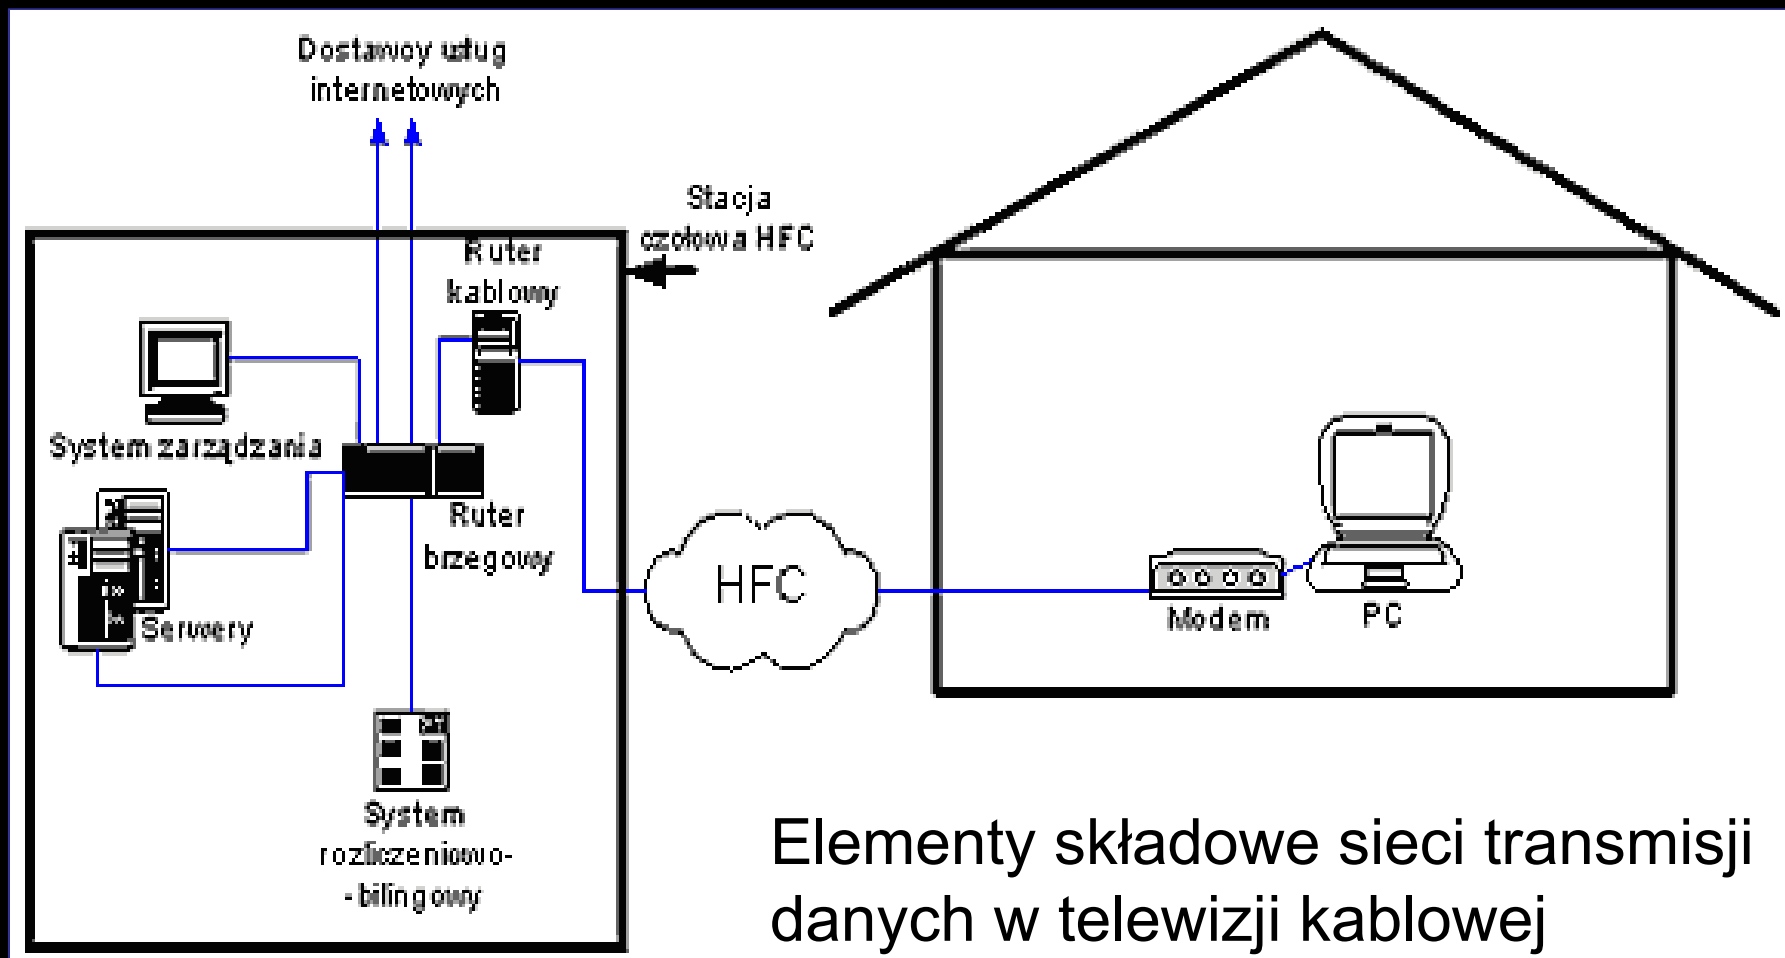 Dostawcy usług
internetowych
Stacja
czołowa HFC
Ruter
kablowy
System zarządzania
Ruter
brzegowy
Serwery
HFC
Modem
PC
System
rozliczeniowo-
-bilingowy
Elementy składowe sieci transmisji
danych w telewizji kablowej